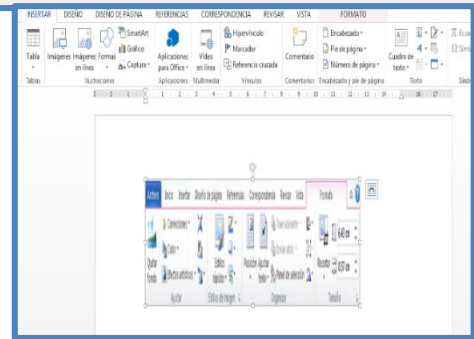 INSERTAR DISEÑO DISEÑO DE PÁGINA REFERENCIAS CORRESPONDENCIA REVISAR VISTA FORMATO
Tabla
Imágenes
Imágenes en línea
Formas
SmartArt
Gráfico
Captura
Aplicaciones para Office
Vídeo en línea
Hipervínculo
Marcador
Referencia cruzada
Comentario
Encabezado
Pie de página
Número de página
Cuadro de texto
Tablas Ilustraciones Aplicaciones Multimedia Vínculos Comentarios Encabezado y pie de página Texto
Archivo Inicio Insertar Diseño de página Referencias Correspondencia Revisar Vista Formato
Quitar fondo
Correcciones
Color
Efectos artísticos
Estilos rápidos
Posición
Ajustar texto
Traer adelante
Enviar atrás
Panel de selección
Recortar
Ajustar Estilos de imagen Organizar Tamaño